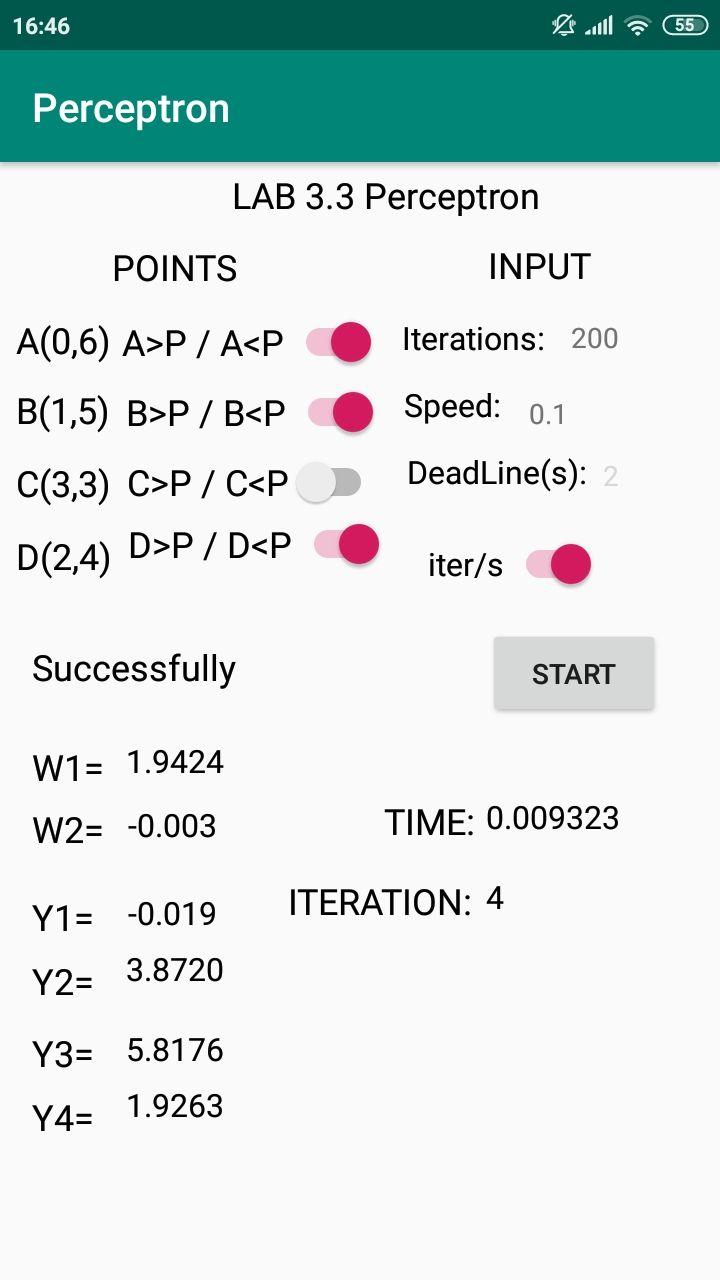 16:46 55
Perceptron
LAB 3.3 Perceptron
POINTS INPUT
A(0,6) A>P / A<P Iterations: 200
B(1,5) B>P / B<P Speed: 0.1
C(3,3) C>P / C<P DeadLine(s): 2
D(2,4) D>P / D<P iter/s
Successfully START
W1= 1.9424
W2= -0.003 TIME: 0.009323
Y1= -0.019 ITERATION: 4
Y2= 3.8720
Y3= 5.8176
Y4= 1.9263